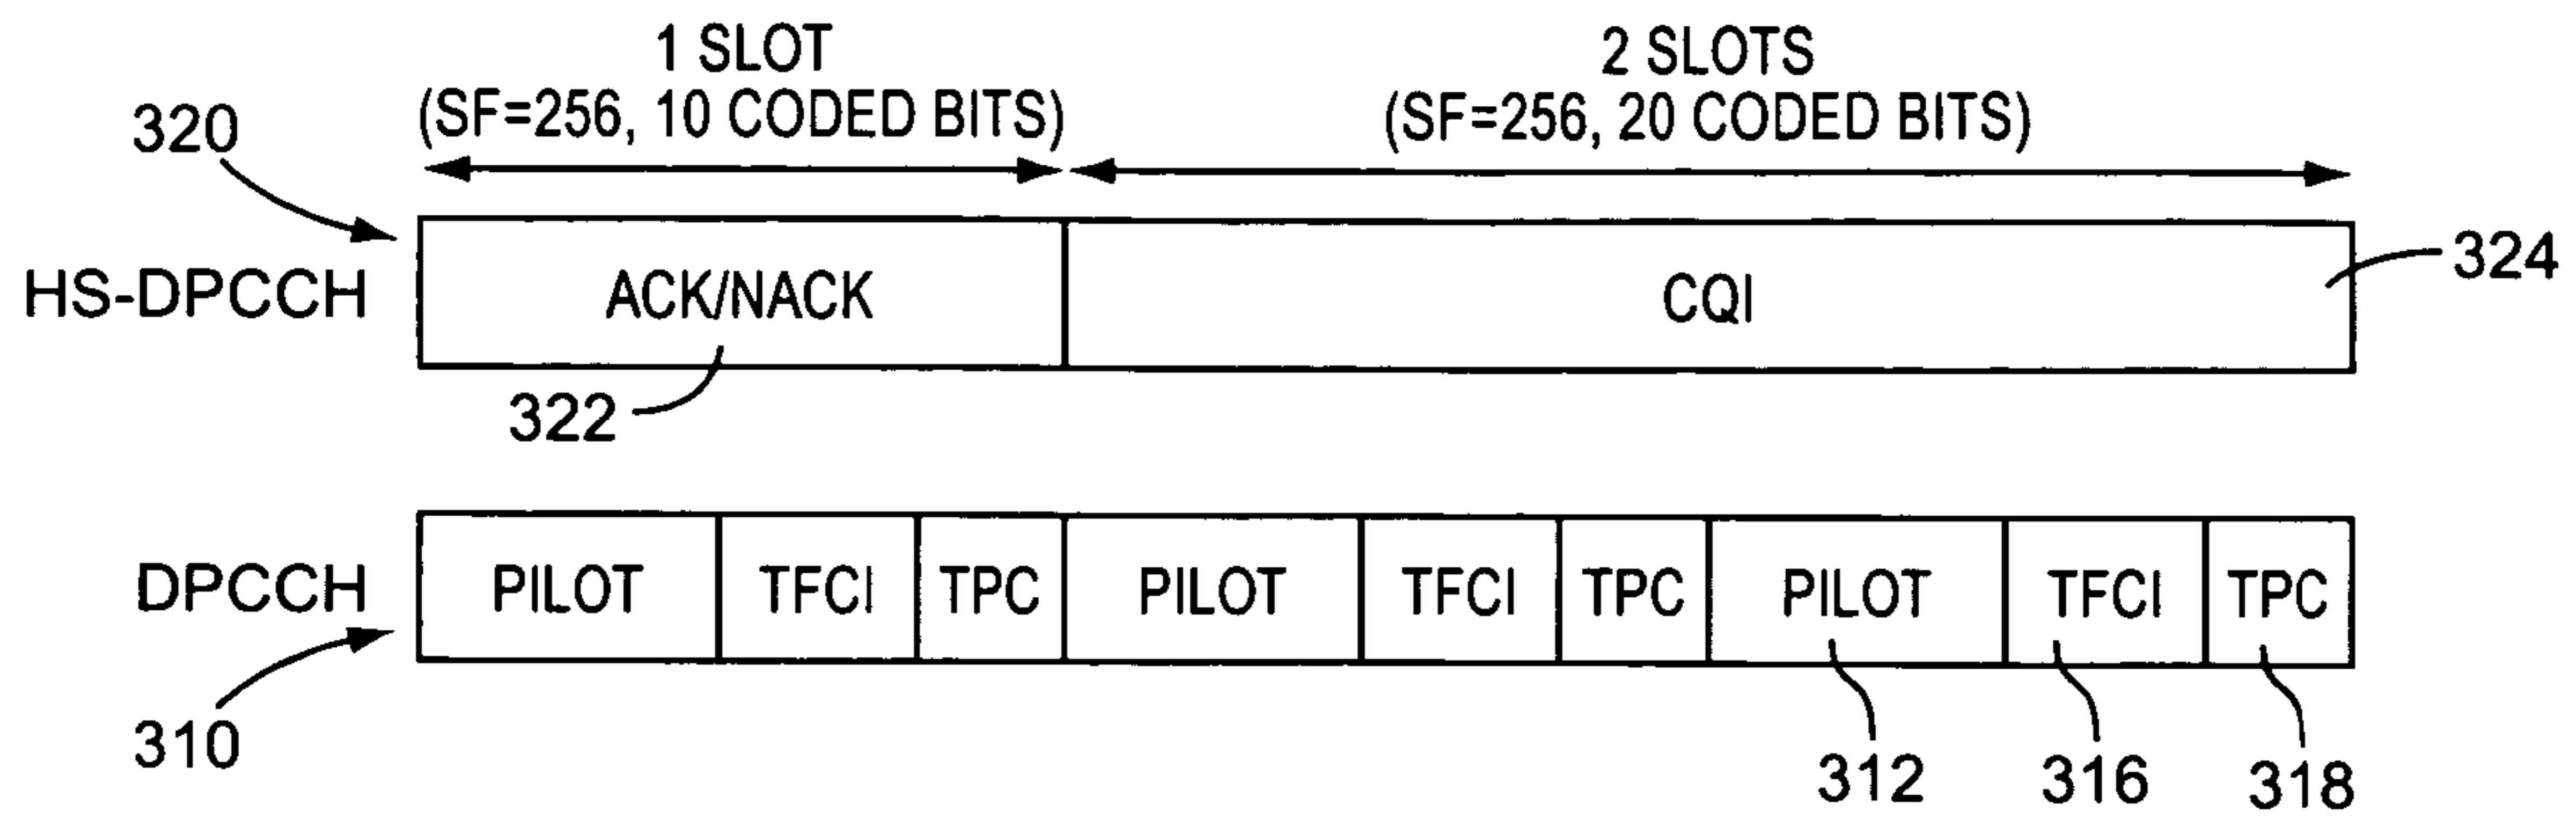 1 SLOT
(SF=256, 10 CODED BITS)
2 SLOTS
(SF=256, 20 CODED BITS)
320
HS-DPCCH
ACK/NACK
CQI
324
322
DPCCH
PILOT TFCI TPC PILOT TFCI TPC PILOT TFCI TPC
310
312
316
318